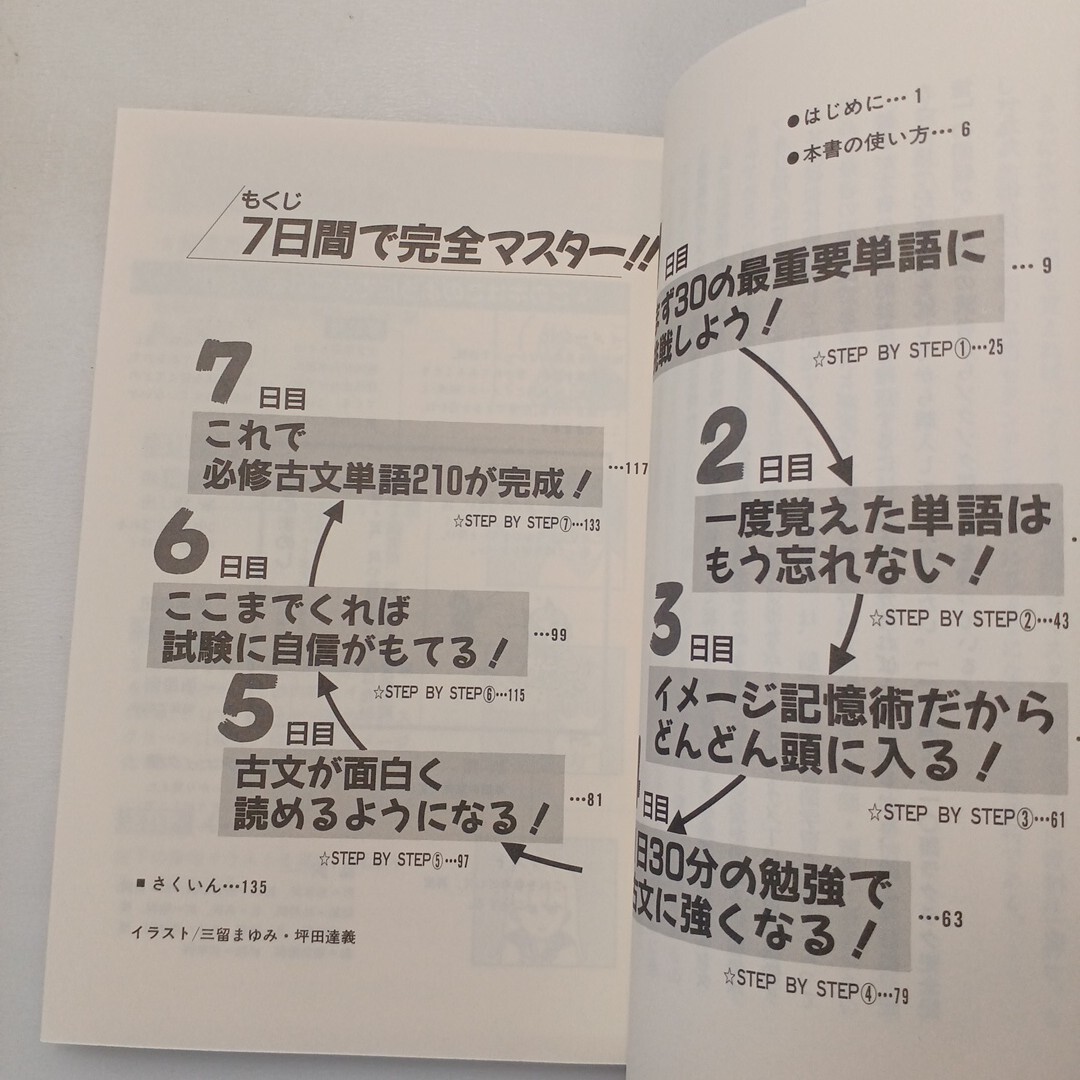 ●はじめに…1
●本書の使い方…6
日目
ず30の最重要単語に
戦しよう!
…9
☆STEP BY STEP①…25
2日目
一度覚えた単語は
もう忘れない!
☆STEP BY STEP②…43
3日目
イメージ記憶術だから
どんどん頭に入る!
☆STEP BY STEP③…61
日目
日30分の勉強で
文に強くなる!
…63
☆STEP BY STEP④…79
もくじ
7日間で完全マスター!!
7日目
これで
必修古文単語210が完成!
…117
☆STEP BY STEP⑦…133
6日目
ここまでくれば
試験に自信がもてる!
…99
☆STEP BY STEP⑥…115
5日目
古文が面白く
読めるようになる!
…81
☆STEP BY STEP⑤…97
■さくいん…135
イラスト/三留まゆみ・坪田達義